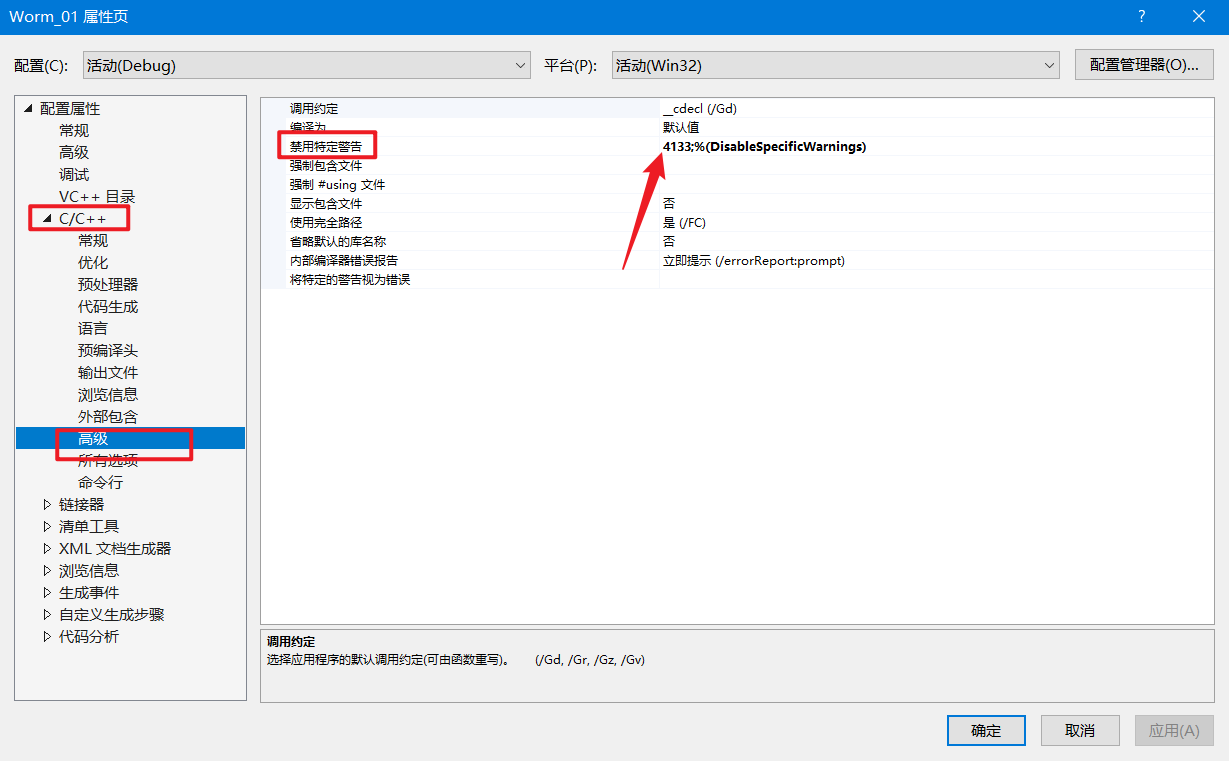 Worm_01 属性页
配置(C):
活动(Debug)
平台(P):
活动(Win32)
配置管理器(O)...
配置属性
常规
高级
调试
VC++ 目录
C/C++
常规
优化
预处理器
代码生成
语言
预编译头
输出文件
浏览信息
外部包含
高级
所有选项
命令行
链接器
清单工具
XML 文档生成器
浏览信息
生成事件
自定义生成步骤
代码分析
调用约定 __cdecl (/Gd)
编译为 默认值
禁用特定警告 4133;%(DisableSpecificWarnings)
强制包含文件
强制 #using 文件
显示包含文件 否
使用完全路径 是 (/FC)
省略默认的库名称 否
内部编译器错误报告 立即提示 (/errorReport:prompt)
将特定的警告视为错误
调用约定
选择应用程序的默认调用约定(可由函数重写)。 (/Gd, /Gr, /Gz, /Gv)
确定
取消
应用(A)